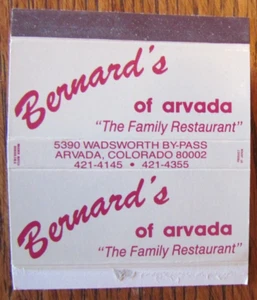 Bernard's
of arvada
"The Family Restaurant"
5390 WADSWORTH BY-PASS
ARVADA, COLORADO 80002
421-4145 • 421-4355
Bernard's
of arvada
"The Family Restaurant"